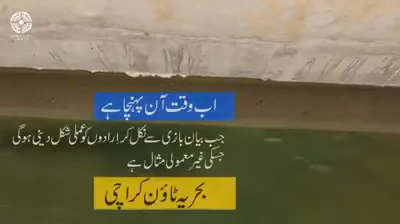 اب وقت آن پہنچا ہے
جب بیان بازی سے نکل کر ارادوں کو عملی شکل دینی ہوگی
جسکی غیر معمولی مثال ہے
بحریہ ٹاؤن کراچی